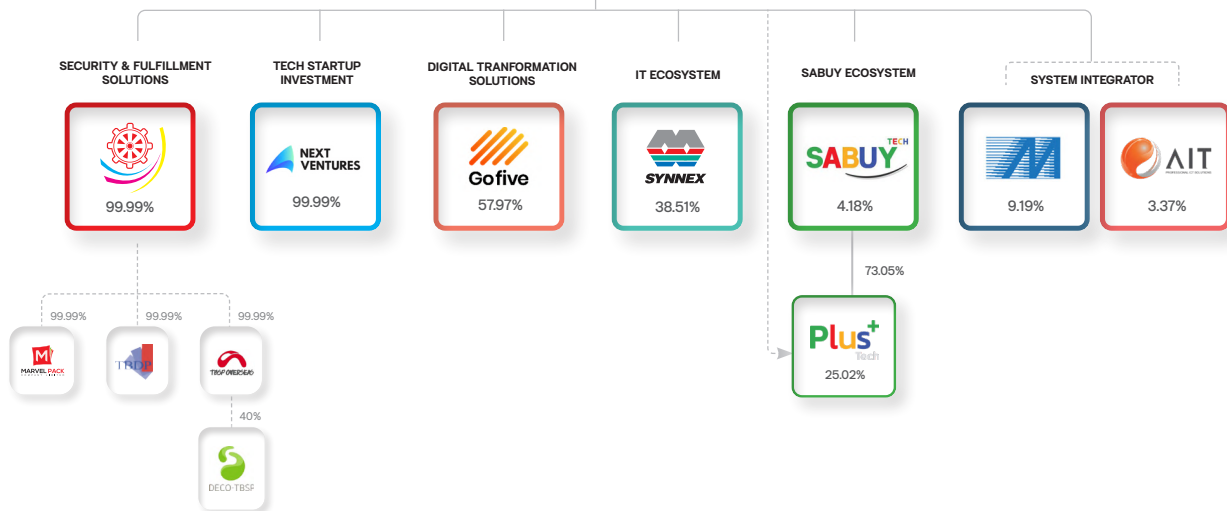 SECURITY & FULFILLMENT
SOLUTIONS
TECH STARTUP
INVESTMENT
DIGITAL TRANFORMATION
SOLUTIONS
IT ECOSYSTEM
SABUY ECOSYSTEM
SYSTEM INTEGRATOR
99.99%
NEXT
VENTURES
99.99%
Gofive
57.97%
SYNNEX
38.51%
SABUY TECH
4.18%
9.19%
AIT
3.37%
73.05%
Plus+
Tech
25.02%
99.99%
99.99%
99.99%
M
MARVEL PACK
TBDP
TBSP OVERSEAS
40%
DECO TBSP